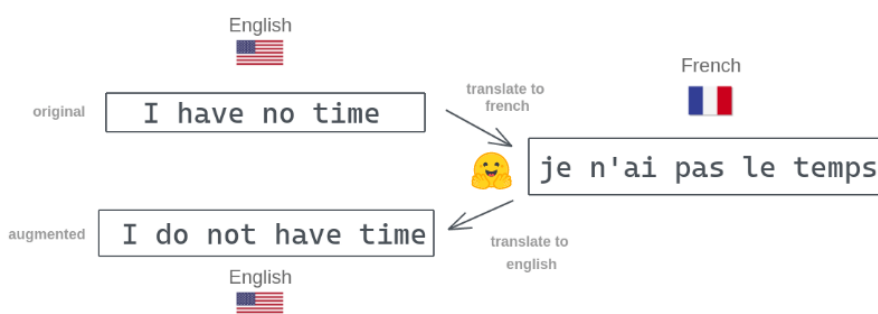 English
original
I have no time
translate to
french
French
je n'ai pas le temps
augmented
I do not have time
translate to
english
English